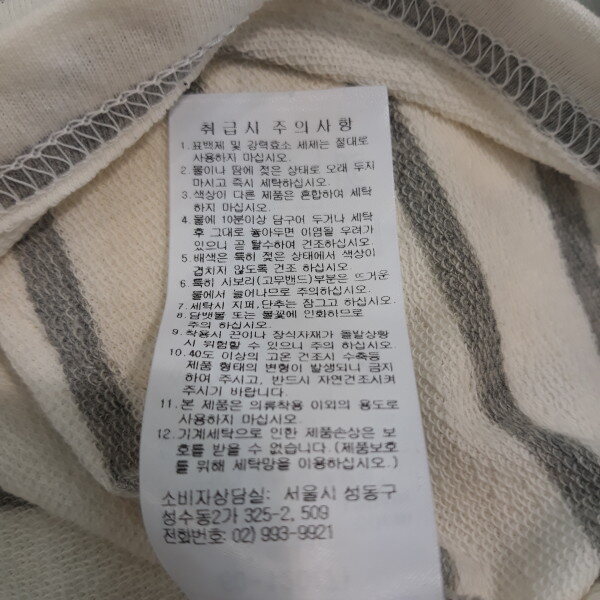 취급시 주의사항
1. 표백제 및 강력효소 세제는 절대로
사용하지 마십시오.
2. 물이나 땀에 젖은 상태로 오래 두지
마시고 즉시 세탁하십시오.
3. 색상이 다른 제품은 혼합하여 세탁
하지 마십시오.
4. 물에 10분이상 담구어 두거나 세탁
후 그대로 놓아두면 이염될 우려가
있으니 곧 탈수하여 건조하십시오.
5. 배색은 특히 젖은 상태에서 색상이
겹치지 않도록 건조 하십시오
6. 특히 시보리(고무밴드)부분은 뜨거운
물에서 늘어나므로 주의하십시오.
7. 세탁시 지퍼,단추는 잠그고 하십시오.
8. 담뱃불 또는 불꽃에 인화하므로
주의 하십시오.
9. 착용시 끈이나 장식자재가 돌발상황
시 위험할 수 있으니 주의 하십시오.
10. 40도 이상의 고온 건조시 수축등
제품 형태의 변형이 발생되니 금지
하여 주시고, 반드시 자연건조시켜
주시기 바랍니다.
11. 본 제품은 의류착용 이외의 용도로
사용하지 마십시오.
12. 기계세탁으로 인한 제품손상은 보
호를 받을 수 없습니다.(제품보호
를 위해 세탁망을 이용하십시오.)
소비자상담실: 서울시 성동구
성수동2가 325-2, 509
전화번호: 02) 993-9921